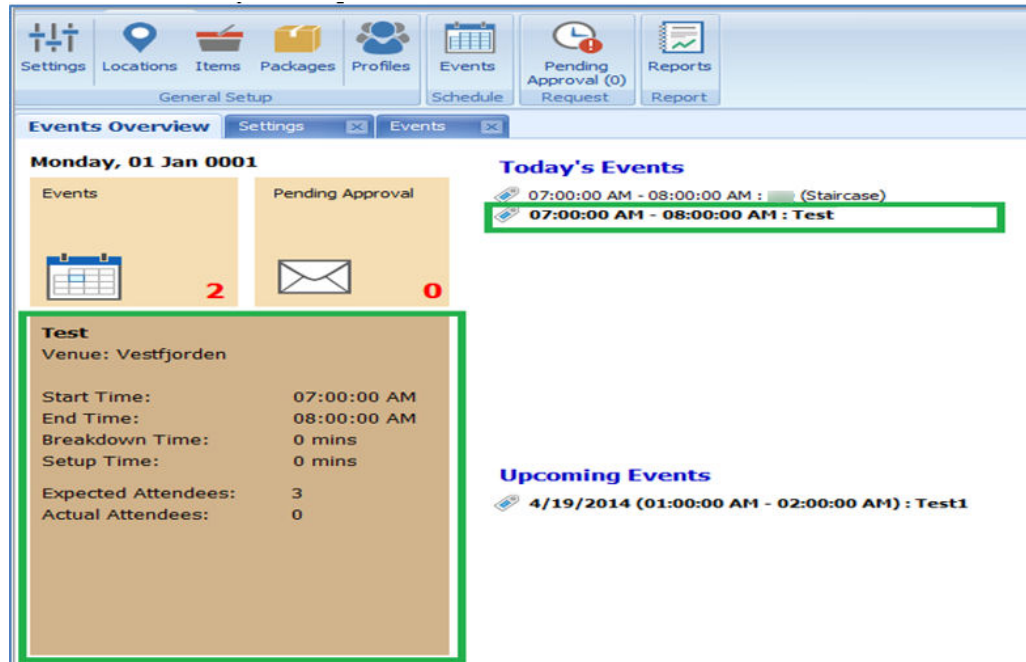 Settings Locations Items Packages Profiles Events Pending Approval (0) Reports
General Setup Schedule Request Report
Events Overview Settings Events
Monday, 01 Jan 0001
Events
2
Pending Approval
0
Test
Venue: Vestfjorden
Start Time: 07:00:00 AM
End Time: 08:00:00 AM
Breakdown Time: 0 mins
Setup Time: 0 mins
Expected Attendees: 3
Actual Attendees: 0
Today's Events
07:00:00 AM - 08:00:00 AM : (Staircase)
07:00:00 AM - 08:00:00 AM : Test
Upcoming Events
4/19/2014 (01:00:00 AM - 02:00:00 AM) : Test1